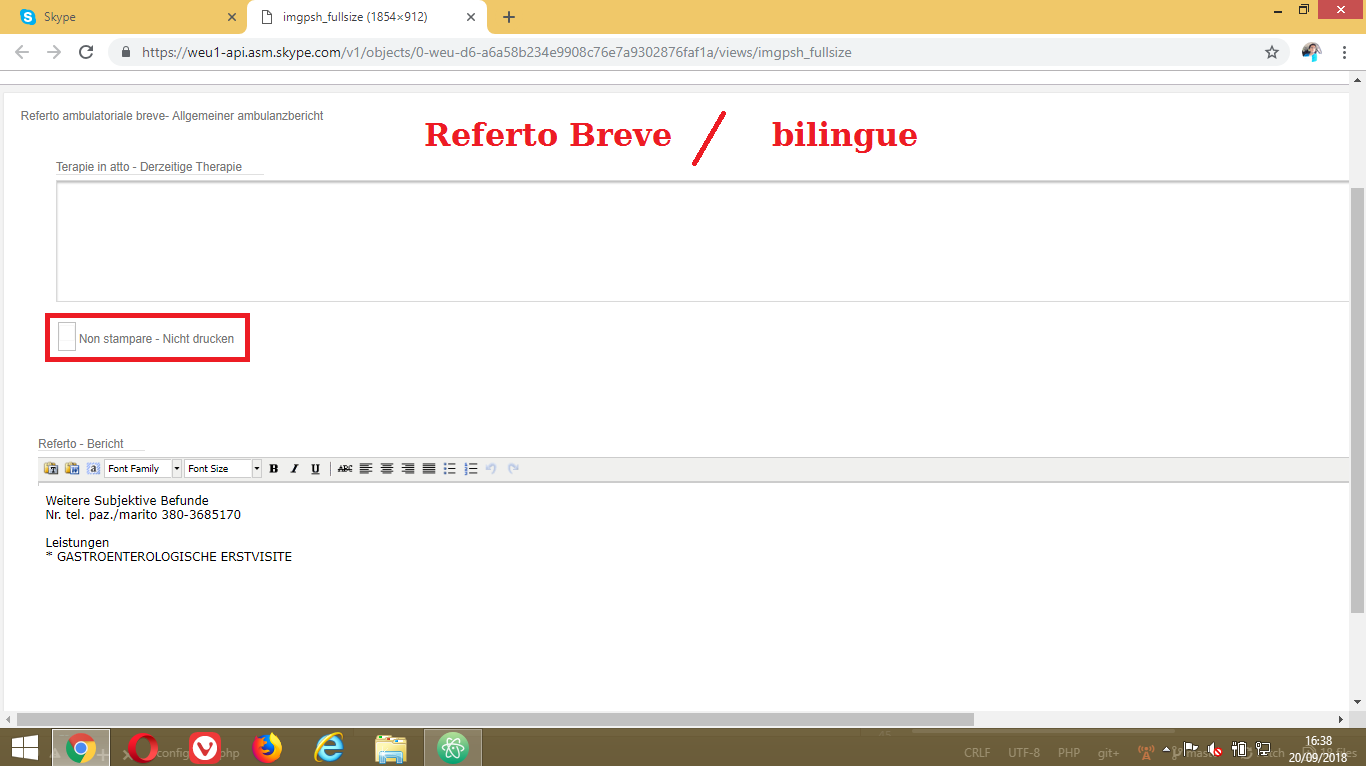 Skype
imgpsh_fullsize (1854×912)
https://weu1-api.asm.skype.com/v1/objects/0-weu-d6-a6a58b234e9908c76e7a9302876faf1a/views/imgpsh_fullsize
Referto ambulatoriale breve- Allgemeiner ambulanzbericht
Referto Breve / bilingue
Terapie in atto - Derzeitige Therapie
Non stampare - Nicht drucken
Referto - Bericht
Font Family Font Size B I U ABC
Weitere Subjektive Befunde
Nr. tel. paz./marito 380-3685170
Leistungen
* GASTROENTEROLOGISCHE ERSTVISITE
config php CRLF UTF-8 PHP git+ files
16:38
20/09/2018